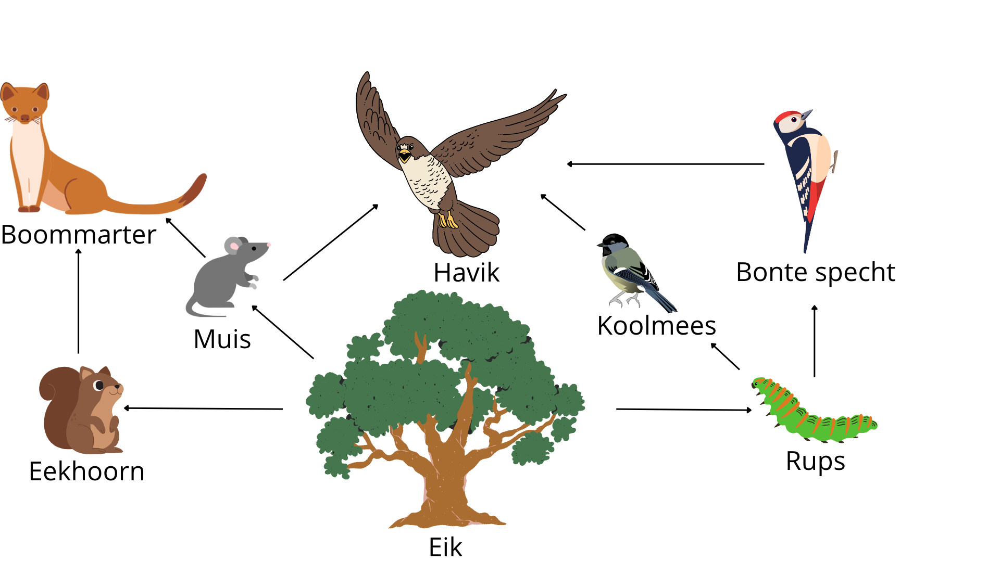 Boommarter
Havik
Bonte specht
Muis
Koolmees
Eekhoorn
Rups
Eik